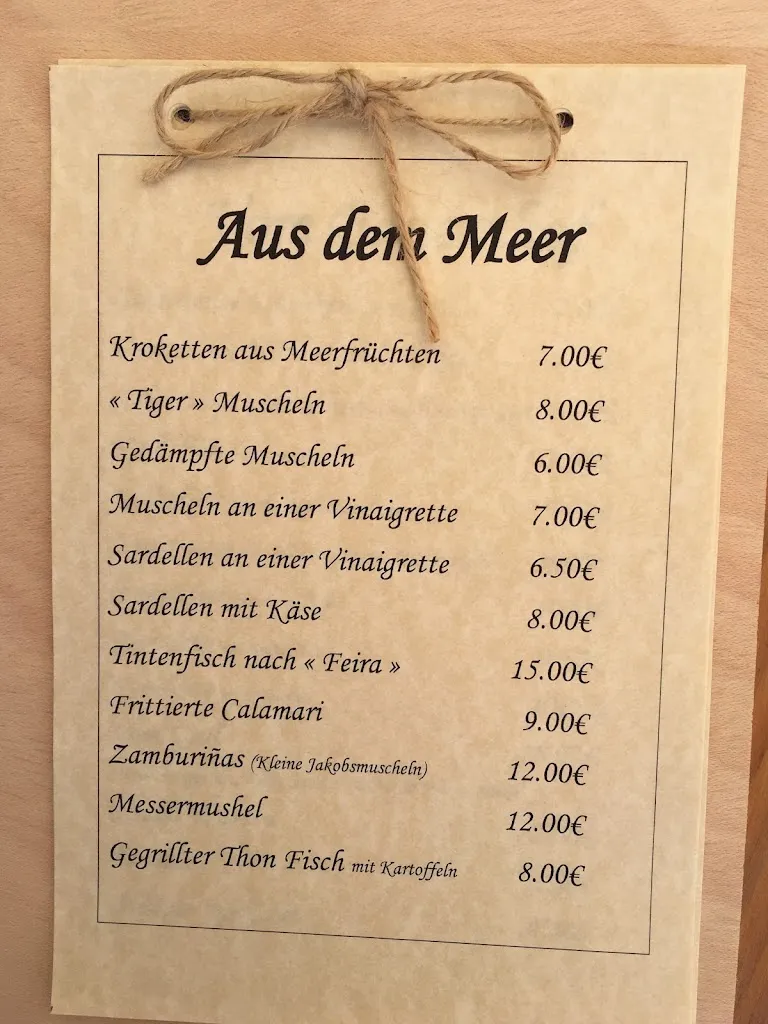 Aus dem Meer
Kroketten aus Meerfrüchten 7.00€
« Tiger » Muscheln 8.00€
Gedämpfte Muscheln 6.00€
Muscheln an einer Vinaigrette 7.00€
Sardellen an einer Vinaigrette 6.50€
Sardellen mit Käse 8.00€
Tintenfisch nach « Feira » 15.00€
Frittierte Calamari 9.00€
Zamburiñas (Kleine Jakobsmuscheln) 12.00€
Messermushel 12.00€
Gegrillter Thon Fisch mit Kartoffeln 8.00€